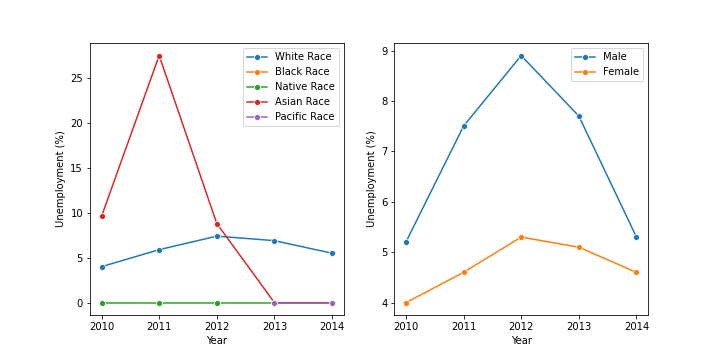 White Race
Black Race
Native Race
Asian Race
Pacific Race
25
20
15
10
5
0
Unemployment (%)
2010 2011 2012 2013 2014
Year
Male
Female
9
8
7
6
5
4
Unemployment (%)
2010 2011 2012 2013 2014
Year